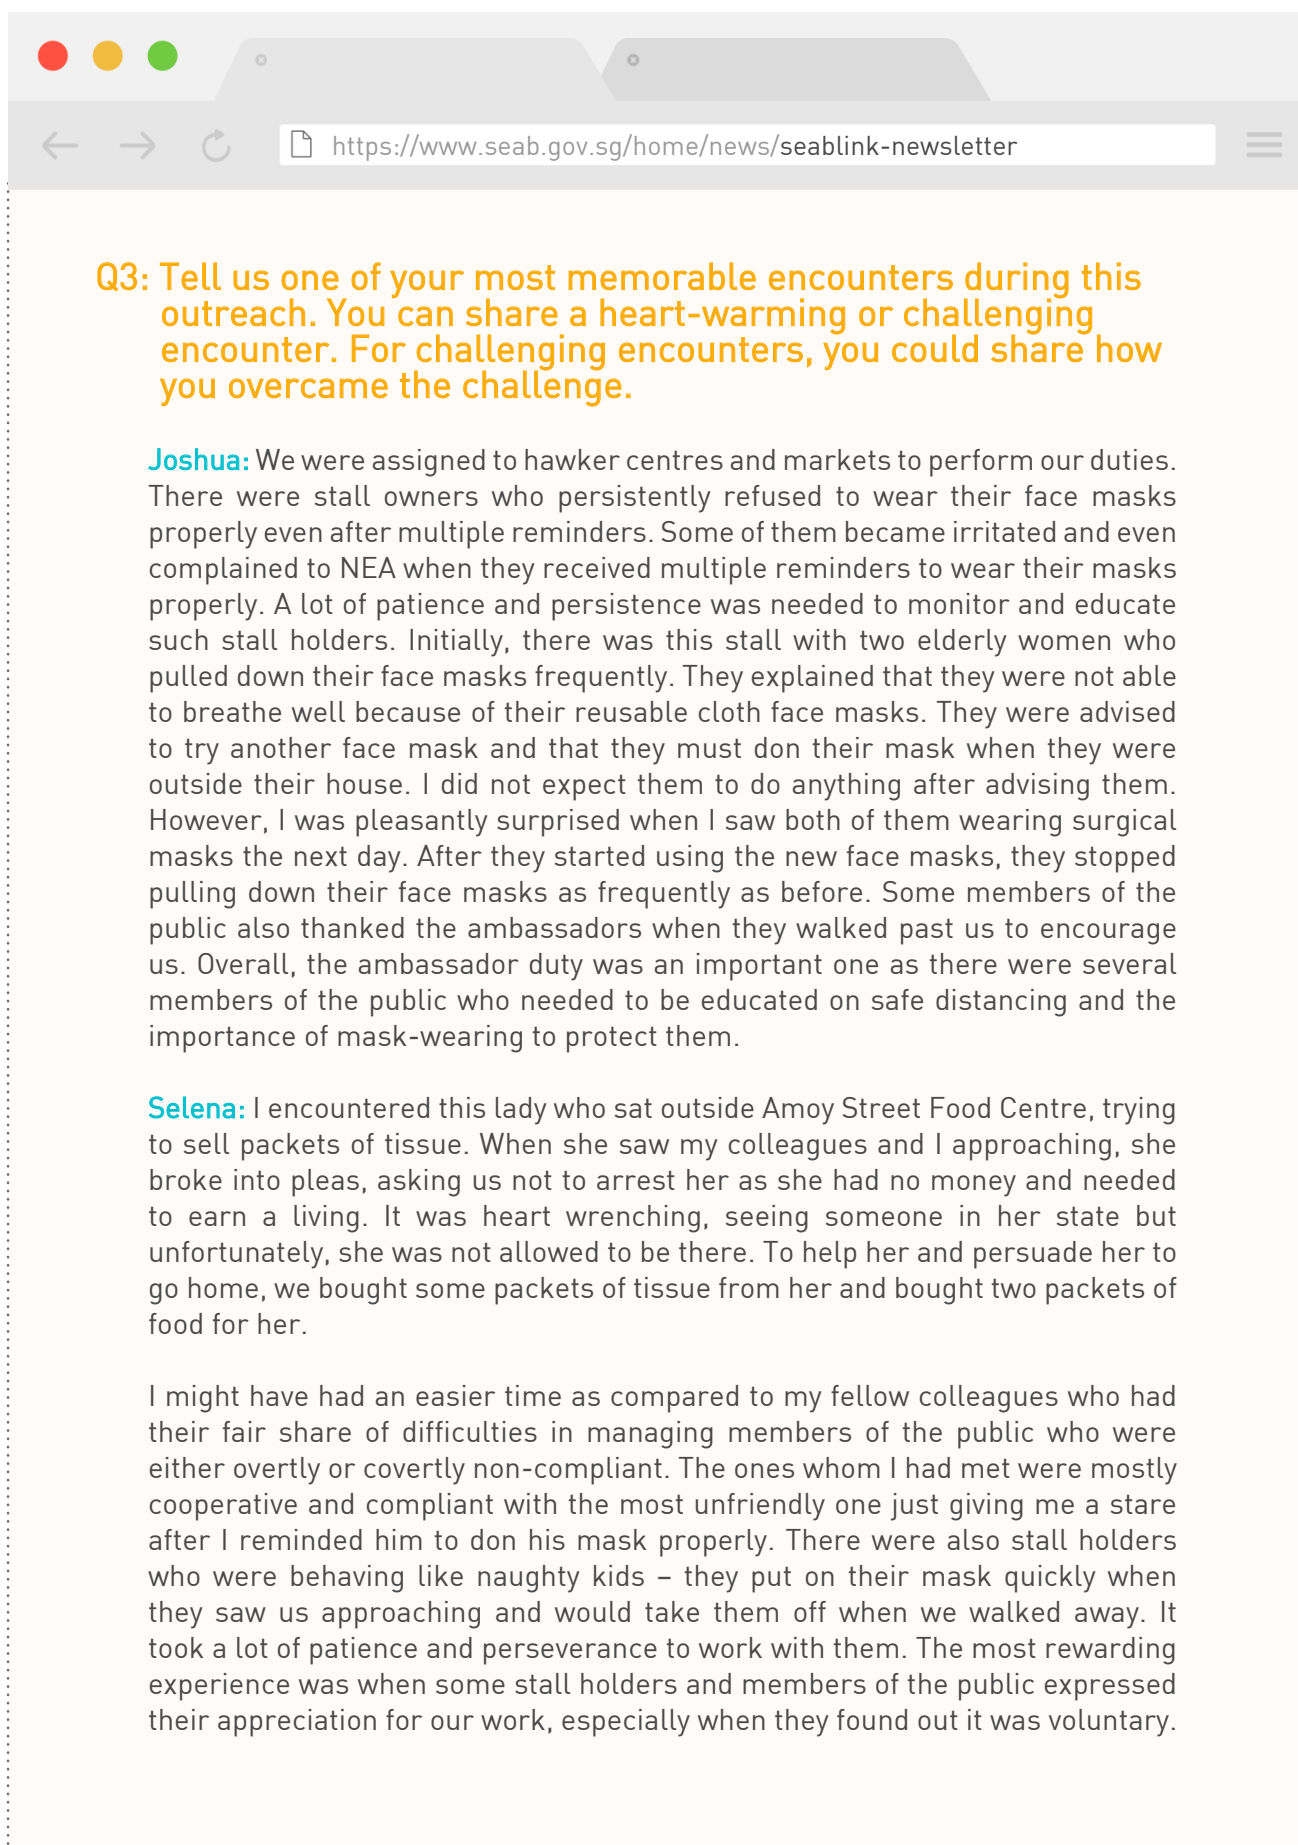 https://www.seab.gov.sg/home/news/seablink-newsletter
Q3: Tell us one of your most memorable encounters during this
outreach. You can share a heart-warming or challenging
encounter. For challenging encounters, you could share how
you overcame the challenge.
Joshua: We were assigned to hawker centres and markets to perform our duties.
There were stall owners who persistently refused to wear their face masks
properly even after multiple reminders. Some of them became irritated and even
complained to NEA when they received multiple reminders to wear their masks
properly. A lot of patience and persistence was needed to monitor and educate
such stall holders. Initially, there was this stall with two elderly women who
pulled down their face masks frequently. They explained that they were not able
to breathe well because of their reusable cloth face masks. They were advised
to try another face mask and that they must don their mask when they were
outside their house. I did not expect them to do anything after advising them.
However, I was pleasantly surprised when I saw both of them wearing surgical
masks the next day. After they started using the new face masks, they stopped
pulling down their face masks as frequently as before. Some members of the
public also thanked the ambassadors when they walked past us to encourage
us. Overall, the ambassador duty was an important one as there were several
members of the public who needed to be educated on safe distancing and the
importance of mask-wearing to protect them.
Selena: I encountered this lady who sat outside Amoy Street Food Centre, trying
to sell packets of tissue. When she saw my colleagues and I approaching, she
broke into pleas, asking us not to arrest her as she had no money and needed
to earn a living. It was heart wrenching, seeing someone in her state but
unfortunately, she was not allowed to be there. To help her and persuade her to
go home, we bought some packets of tissue from her and bought two packets of
food for her.
I might have had an easier time as compared to my fellow colleagues who had
their fair share of difficulties in managing members of the public who were
either overtly or covertly non-compliant. The ones whom I had met were mostly
cooperative and compliant with the most unfriendly one just giving me a stare
after I reminded him to don his mask properly. There were also stall holders
who were behaving like naughty kids – they put on their mask quickly when
they saw us approaching and would take them off when we walked away. It
took a lot of patience and perseverance to work with them. The most rewarding
experience was when some stall holders and members of the public expressed
their appreciation for our work, especially when they found out it was voluntary.